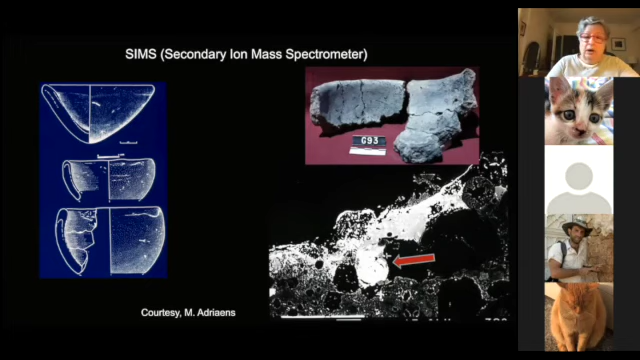 SIMS (Secondary Ion Mass Spectrometer)
G93
Courtesy, M. Adriaens